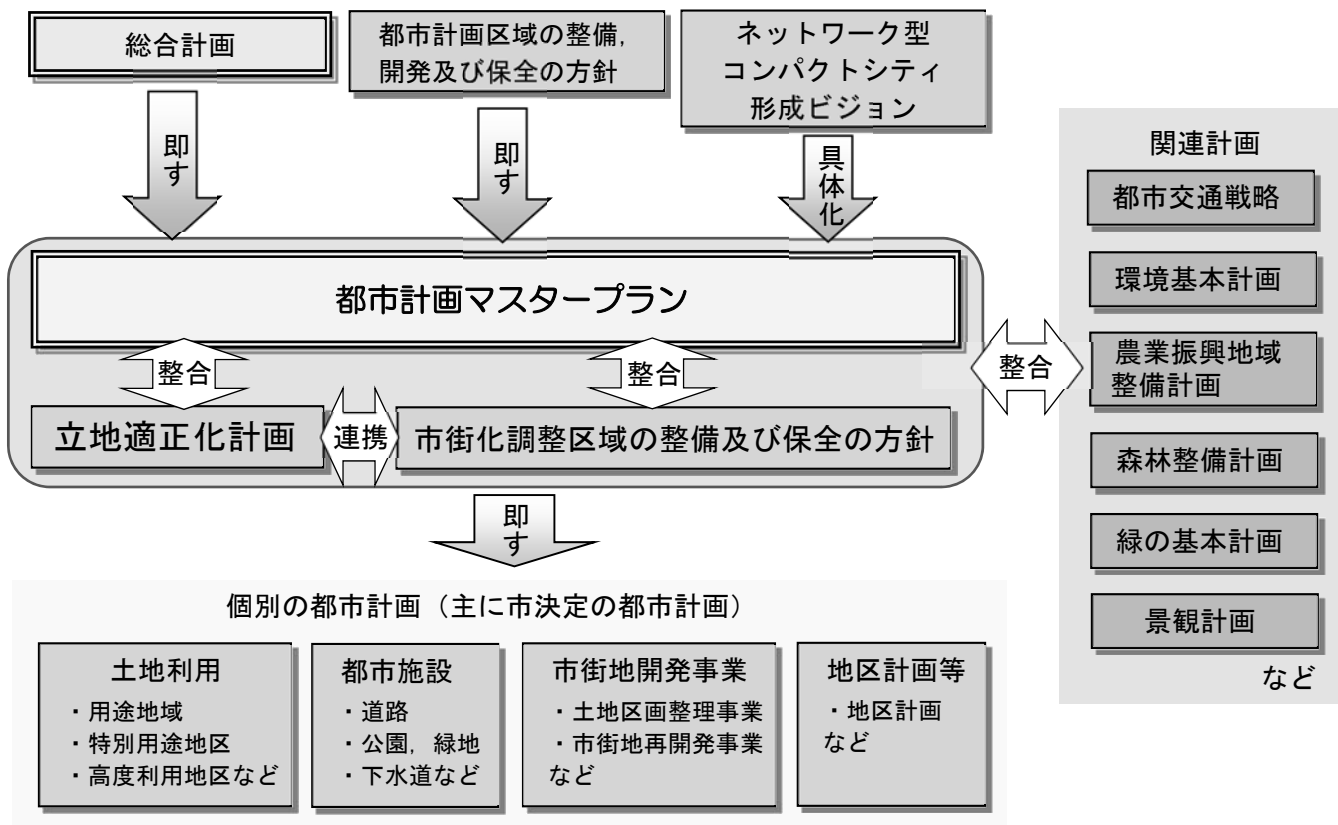 総合計画
都市計画区域の整備，
開発及び保全の方針
ネットワーク型
コンパクトシティ
形成ビジョン
即す
即す
具体化
都市計画マスタープラン
整合
整合
立地適正化計画
連携
市街化調整区域の整備及び保全の方針
整合
関連計画
都市交通戦略
環境基本計画
農業振興地域
整備計画
森林整備計画
緑の基本計画
景観計画
など
即す
個別の都市計画（主に市決定の都市計画）
土地利用
・用途地域
・特別用途地区
・高度利用地区など
都市施設
・道路
・公園，緑地
・下水道など
市街地開発事業
・土地区画整理事業
・市街地再開発事業
など
地区計画等
・地区計画
など